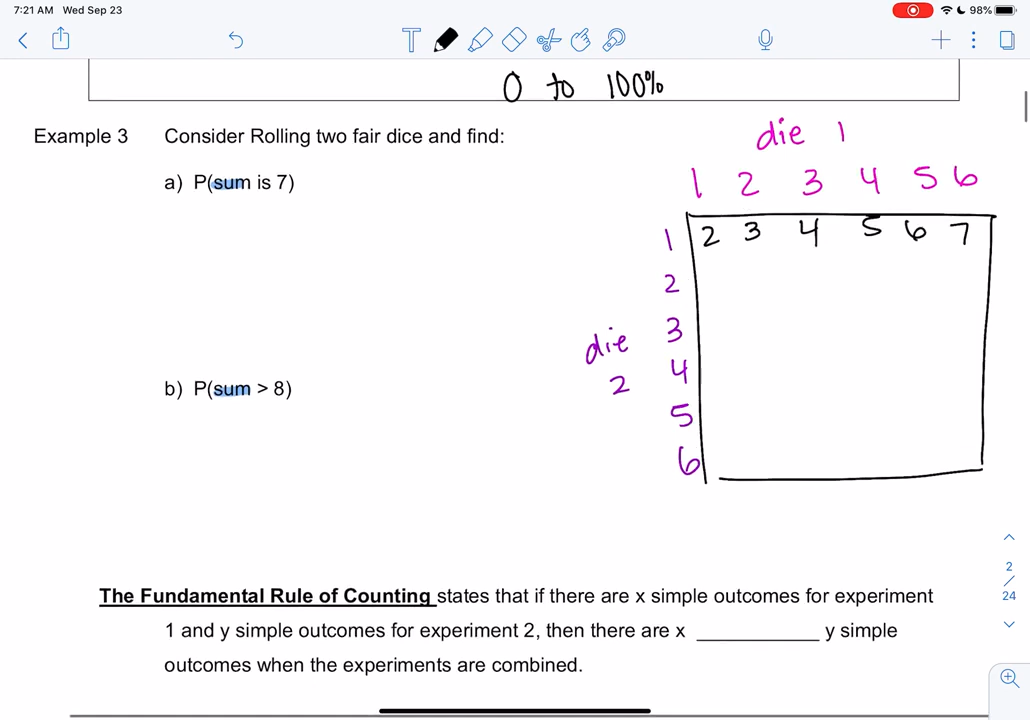 7:21 AM Wed Sep 23
98%
T
0 to 100%
Example 3 Consider Rolling two fair dice and find:
die 1
a) P(sum is 7)
1 2 3 4 5 6
1 2 3 4 5 6 7
2
3
die
4
2
b) P(sum > 8)
5
6
The Fundamental Rule of Counting states that if there are x simple outcomes for experiment
1 and y simple outcomes for experiment 2, then there are x ____________ y simple
outcomes when the experiments are combined.
2
/
24